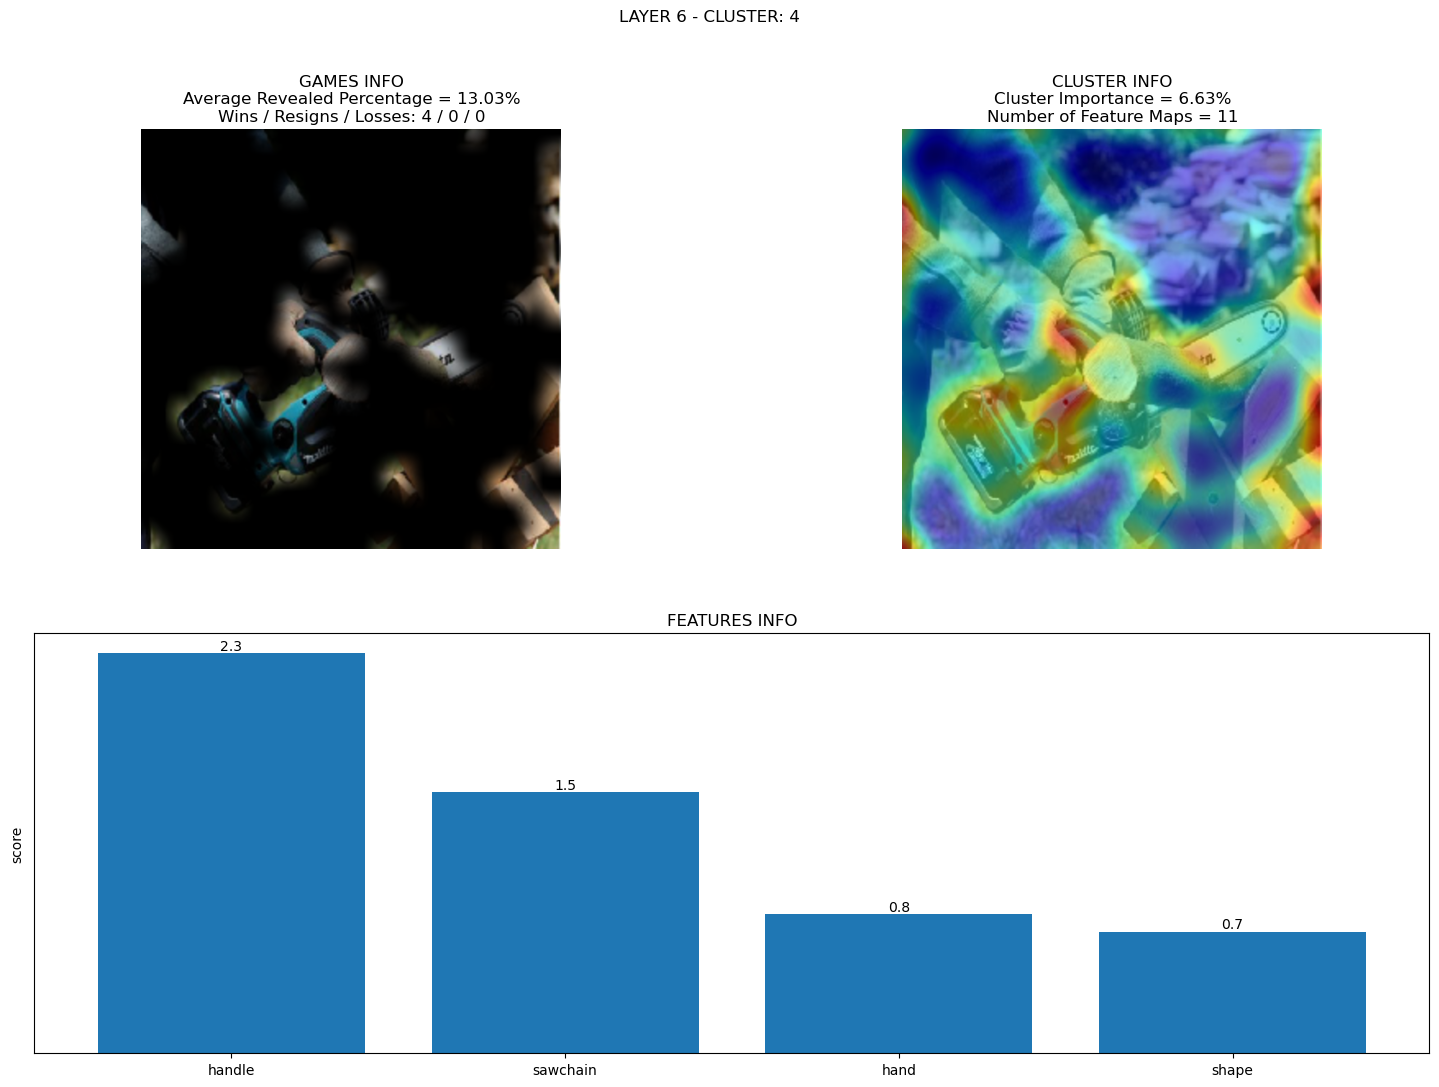 LAYER 6 - CLUSTER: 4
GAMES INFO
Average Revealed Percentage = 13.03%
Wins / Resigns / Losses: 4 / 0 / 0
CLUSTER INFO
Cluster Importance = 6.63%
Number of Feature Maps = 11
FEATURES INFO
score
2.3
1.5
0.8
0.7
handle
sawchain
hand
shape